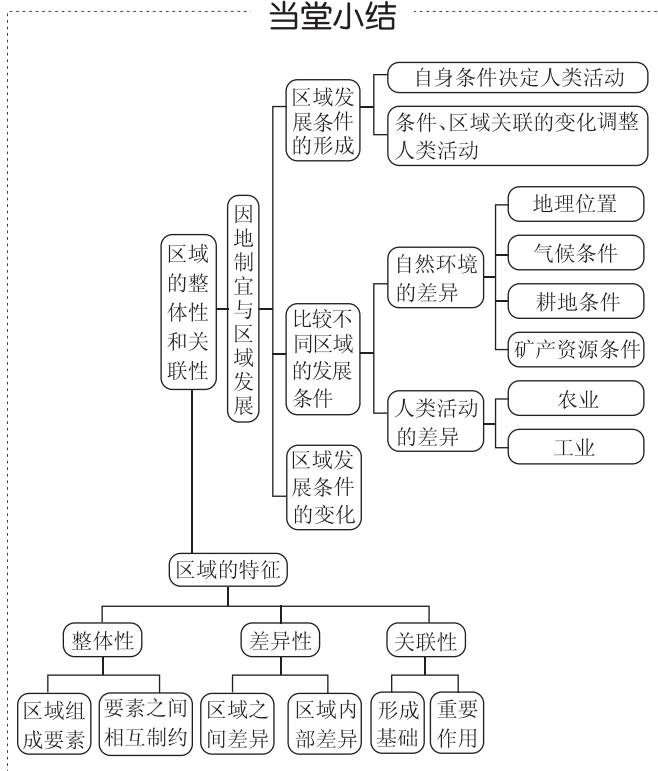 当堂小结
区域的整体性和关联性
因地制宜与区域发展
区域发
展条件
的形成
自身条件决定人类活动
条件、区域关联的变化调整
人类活动
比较不
同区域
的发展
条件
自然环境
的差异
地理位置
气候条件
耕地条件
矿产资源条件
人类活动
的差异
农业
工业
区域发
展条件
的变化
区域的特征
整体性
差异性
关联性
区域组
成要素
要素之间
相互制约
区域之
间差异
区域内
部差异
形成
基础
重要
作用